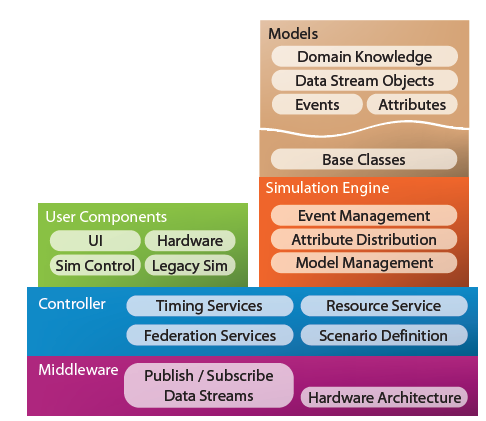 Models
Domain Knowledge
Data Stream Objects
Events Attributes
Base Classes
Simulation Engine
Event Management
Attribute Distribution
Model Management
User Components
UI Hardware
Sim Control Legacy Sim
Controller
Timing Services Resource Service
Federation Services Scenario Definition
Middleware
Publish / Subscribe
Data Streams
Hardware Architecture